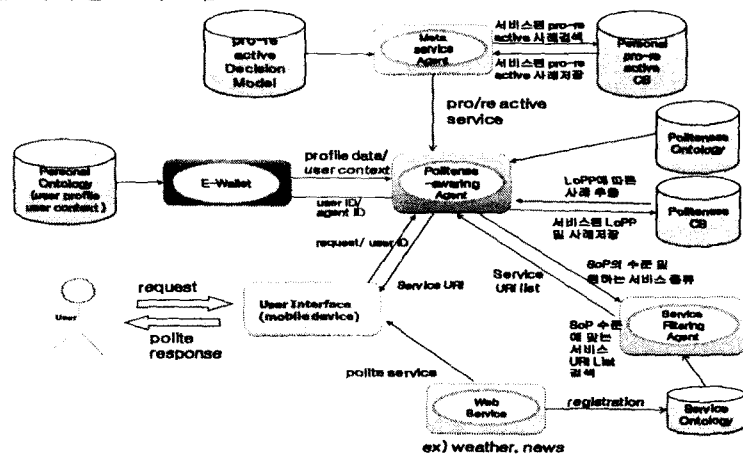 pro-re
active
Decision
Model
Meta
service
Agent
서비스된 pro-re
active 사례검색
서비스된 pro-re
active 사례저장
Personal
pro-re
active
CB
pro/re active
service
Personal
Ontology
(user profile
user context)
E-Wallet
profile data/
user context
user ID/
agent ID
Politense
-awaring
Agent
Politenese
Ontology
LoPP에 따른
사례 추출
서비스된 LoPP
및 사례저장
Politenese
CB
request/ user ID
Service URI
Service
URI list
SoP의 수준 및
원하는 서비스 종류
SoP 수준
에 맞는
서비스
URI List
검색
Service
Filtering
Agent
User
request
polite
response
User Interface
(mobile device)
polite service
Web
Service
registration
Service
Ontology
ex) weather, news